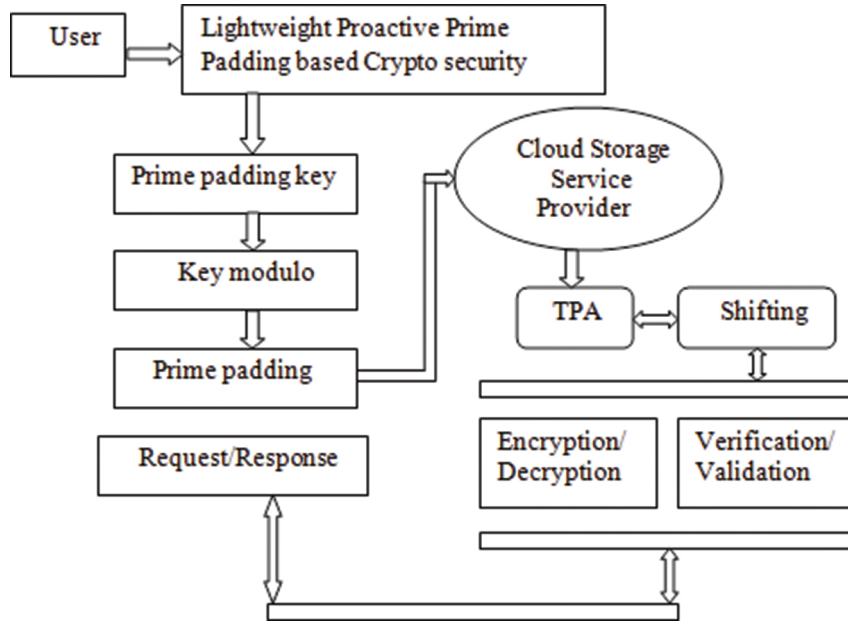 User
Lightweight Proactive Prime
Padding based Crypto security
Prime padding key
Key modulo
Prime padding
Cloud Storage
Service
Provider
TPA
Shifting
Request/Response
Encryption/
Decryption
Verification/
Validation